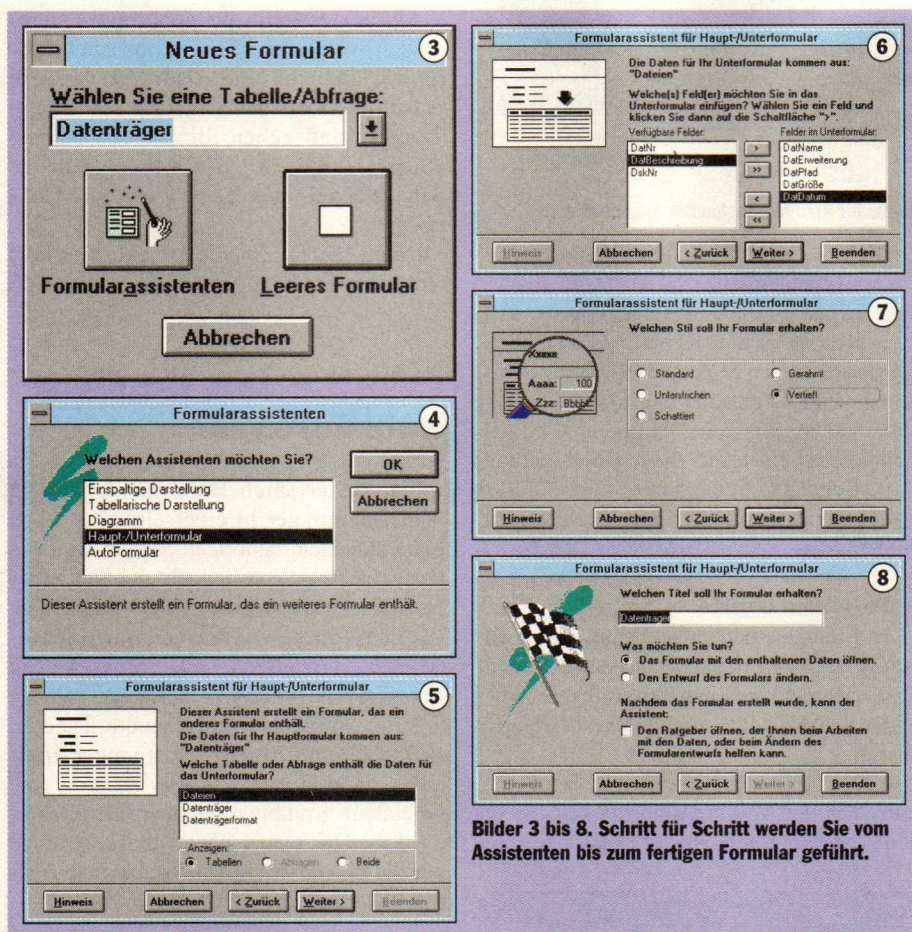 Neues Formular
3
Wählen Sie eine Tabelle/Abfrage:
Datenträger
Formularassistenten
Leeres Formular
Abbrechen
Formularassistenten
4
Welchen Assistenten möchten Sie?
Einspaltige Darstellung
Tabellarische Darstellung
Diagramm
Haupt-/Unterformular
AutoFormular
OK
Abbrechen
Dieser Assistent erstellt ein Formular, das ein weiteres Formular enthält.
Formularassistent für Haupt-/Unterformular
5
Dieser Assistent erstellt ein Formular, das ein
anderes Formular enthält.
Die Daten für Ihr Hauptformular kommen aus:
"Datenträger"
Welche Tabelle oder Abfrage enthält die Daten für
das Unterformular?
Dateien
Datenträger
Datenträgerformat
Anzeigen:
Tabellen Abfragen Beide
Hinweis Abbrechen < Zurück Weiter > Beenden
Formularassistent für Haupt-/Unterformular
6
Die Daten für Ihr Unterformular kommen aus:
"Dateien"
Welche(s) Feld(er) möchten Sie in das
Unterformular einfügen? Wählen Sie ein Feld und
klicken Sie dann auf die Schaltfläche ">".
Verfügbare Felder:
DatNr
DatBeschreibung
DskNr
>
>>
<
<<
Felder im Unterformular:
DatName
DatErweiterung
DatPfad
DatGröße
DatDatum
Hinweis Abbrechen < Zurück Weiter > Beenden
Formularassistent für Haupt-/Unterformular
7
Xxxxx
Aaaa: 100
Zzz: Bbbbb
Welchen Stil soll Ihr Formular erhalten?
Standard
Unterstrichen
Schattiert
Gerahmt
Vertieft
Hinweis Abbrechen < Zurück Weiter > Beenden
Formularassistent für Haupt-/Unterformular
8
Welchen Titel soll Ihr Formular erhalten?
Datenträger
Was möchten Sie tun?
Das Formular mit den enthaltenen Daten öffnen.
Den Entwurf des Formulars ändern.
Nachdem das Formular erstellt wurde, kann der
Assistent:
Den Ratgeber öffnen, der Ihnen beim Arbeiten
mit den Daten, oder beim Ändern des
Formularentwurfs helfen kann.
Hinweis Abbrechen < Zurück Weiter > Beenden
Bilder 3 bis 8. Schritt für Schritt werden Sie vom
Assistenten bis zum fertigen Formular geführt.